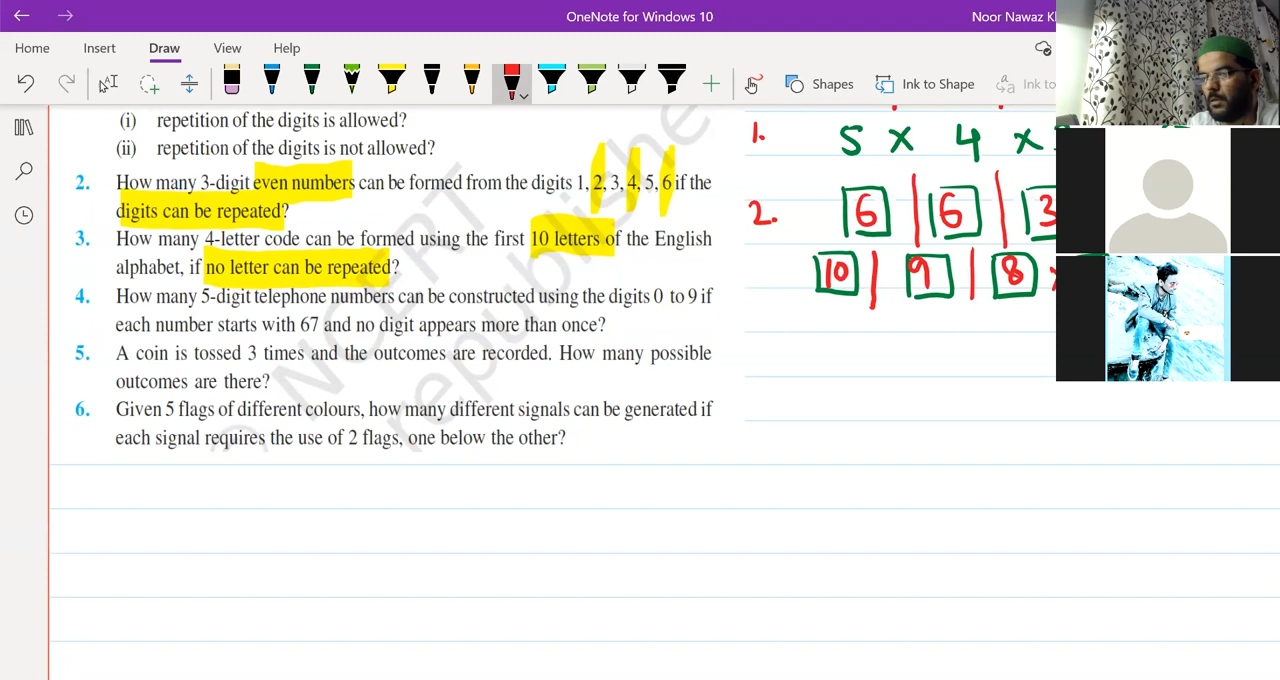 OneNote for Windows 10
Noor Nawaz Kh
Home Insert Draw View Help
Shapes Ink to Shape Ink to
(i) repetition of the digits is allowed?
(ii) repetition of the digits is not allowed?
2. How many 3-digit even numbers can be formed from the digits 1, 2, 3, 4, 5, 6 if the
digits can be repeated?
3. How many 4-letter code can be formed using the first 10 letters of the English
alphabet, if no letter can be repeated?
4. How many 5-digit telephone numbers can be constructed using the digits 0 to 9 if
each number starts with 67 and no digit appears more than once?
5. A coin is tossed 3 times and the outcomes are recorded. How many possible
outcomes are there?
6. Given 5 flags of different colours, how many different signals can be generated if
each signal requires the use of 2 flags, one below the other?
NCERT
republishe
1. 5 x 4 x
2. 6 | 6 | 3
10 | 9 | 8 x